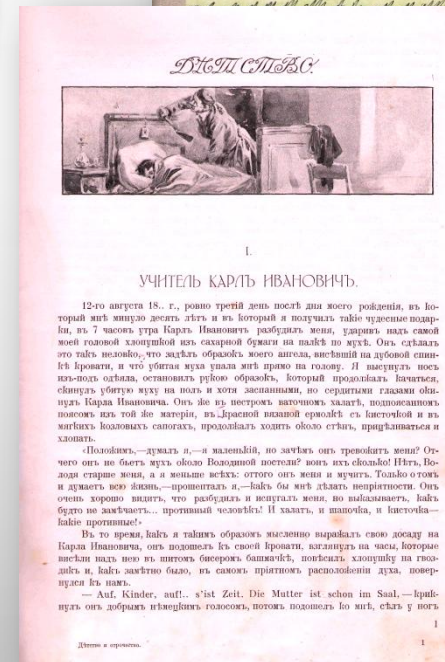 ДѢТСТВО.
I.
УЧИТЕЛЬ КАРЛЪ ИВАНОВИЧЪ.
12-го августа 18.. г., ровно третій день послѣ дня моего рожденія, въ ко-
торый мнѣ минуло десять лѣтъ и въ который я получилъ такіе чудесные подар-
ки, въ 7 часовъ утра Карлъ Ивановичъ разбудилъ меня, ударивъ надъ самой
моей головой хлопушкой изъ сахарной бумаги на палкѣ по мухѣ. Онъ сдѣлалъ
это такъ неловко, что задѣлъ образокъ моего ангела, висѣвшій на дубовой спин-
кѣ кровати, и что убитая муха упала мнѣ прямо на голову. Я высунулъ носъ
изъ-подъ одѣяла, остановилъ рукою образокъ, который продолжалъ качаться,
скинулъ убитую муху на полъ и хотя заспанными, но сердитыми глазами оки-
нулъ Карла Ивановича. Онъ же въ пестромъ ваточномъ халатѣ, подпоясанномъ
поясомъ изъ той же матеріи, въ красной вязаной ермолкѣ съ кисточкой и въ
мягкихъ козловыхъ сапогахъ, продолжалъ ходить около стѣнъ, прицѣливаться и
хлопать.
«Положимъ,—думалъ я,—я маленькій, но зачѣмъ онъ тревожитъ меня? От-
чего онъ не бьетъ мухъ около Володиной постели? вонъ ихъ сколько! Нѣтъ, Во-
лодя старше меня, а я меньше всѣхъ: оттого онъ меня и мучитъ. Только о томъ
и думаетъ всю жизнь,—прошепталъ я,—какъ бы мнѣ дѣлать непріятности. Онъ
очень хорошо видитъ, что разбудилъ и испугалъ меня, но выказываетъ, какъ
будто не замѣчаетъ... противный человѣкъ! И халатъ, и шапочка, и кисточка—
какіе противные!»
Въ то время, какъ я такимъ образомъ мысленно выражалъ свою досаду на
Карла Ивановича, онъ подошелъ къ своей кровати, взглянулъ на часы, которые
висѣли надъ нею въ шитомъ бисеромъ башмачкѣ, повѣсилъ хлопушку на гвоз-
дикъ и, какъ замѣтно было, въ самомъ пріятномъ расположеніи духа, повер-
нулся къ намъ.
— Auf, Kinder, auf!.. s'ist Zeit. Die Mutter ist schon im Saal,—крик-
нулъ онъ добрымъ нѣмецкимъ голосомъ, потомъ подошелъ ко мнѣ, сѣлъ у ногъ
1
Дѣтство и отрочество.
1